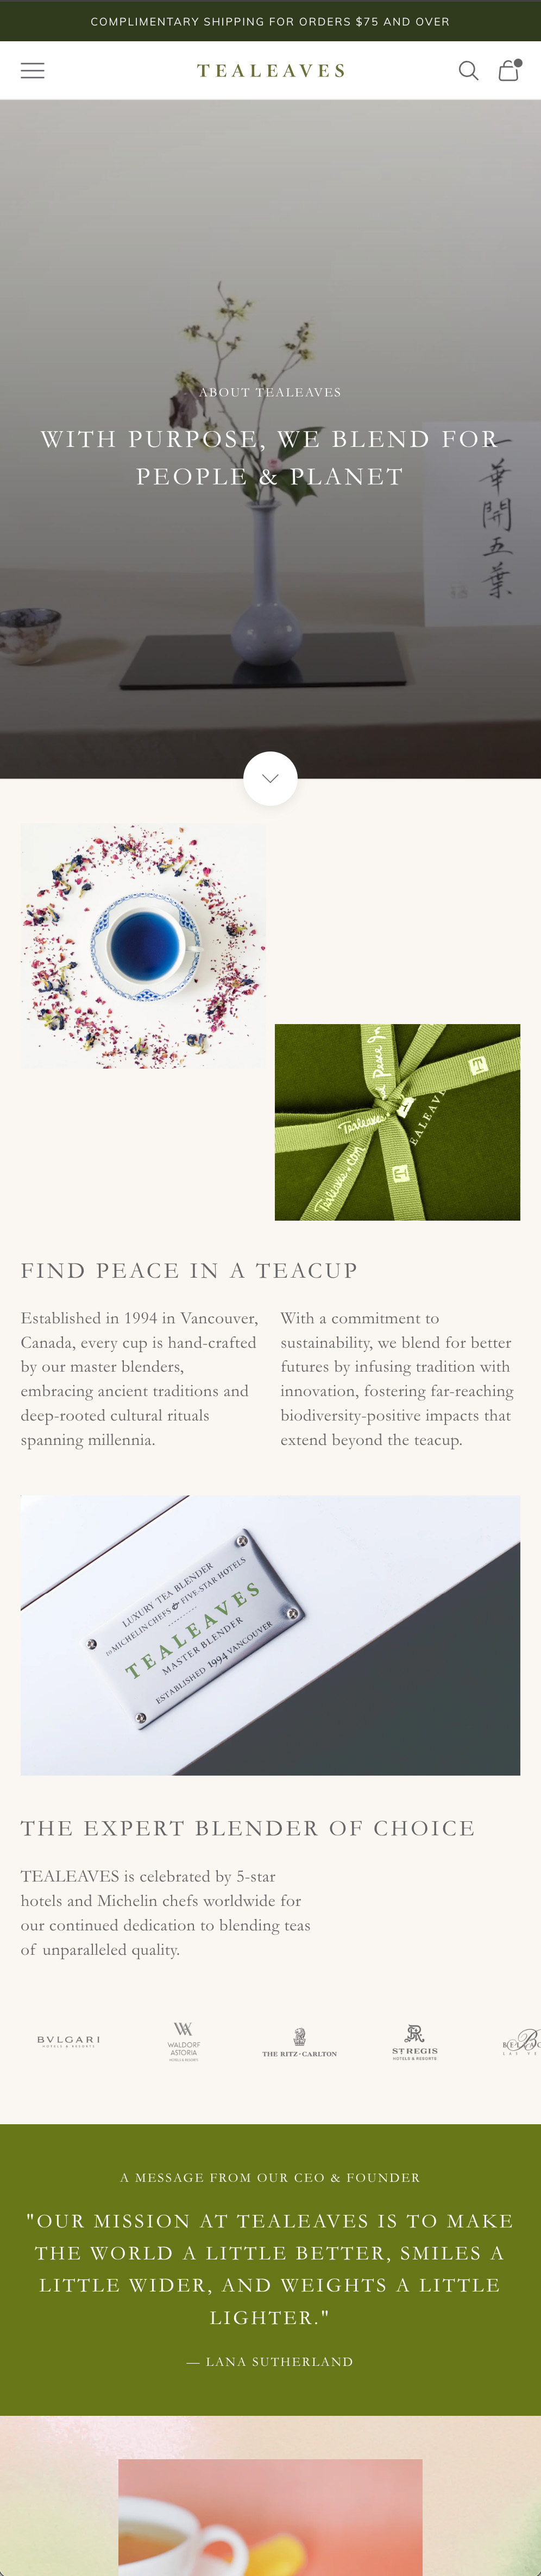 COMPLIMENTARY SHIPPING FOR ORDERS $75 AND OVER
TEALEAVES
ABOUT TEALEAVES
WITH PURPOSE, WE BLEND FOR
PEOPLE & PLANET
華
開
五
葉
Tealeaves
Tealeaves.com
EALEAV
T
FIND PEACE IN A TEACUP
Established in 1994 in Vancouver,
Canada, every cup is hand-crafted
by our master blenders,
embracing ancient traditions and
deep-rooted cultural rituals
spanning millennia.
With a commitment to
sustainability, we blend for better
futures by infusing tradition with
innovation, fostering far-reaching
biodiversity-positive impacts that
extend beyond the teacup.
LUXURY TEA BLENDER
TO MICHELIN CHEFS & FIVE-STAR HOTELS
TEALEAVES
MASTER BLENDER
ESTABLISHED 1994 VANCOUVER
THE EXPERT BLENDER OF CHOICE
TEALEAVES is celebrated by 5-star
hotels and Michelin chefs worldwide for
our continued dedication to blending teas
of unparalleled quality.
BVLGARI
HOTELS & RESORTS
WALDORF
ASTORIA
HOTELS & RESORTS
THE RITZ-CARLTON
ST REGIS
HOTELS & RESORTS
A MESSAGE FROM OUR CEO & FOUNDER
"OUR MISSION AT TEALEAVES IS TO MAKE
THE WORLD A LITTLE BETTER, SMILES A
LITTLE WIDER, AND WEIGHTS A LITTLE
LIGHTER."
— LANA SUTHERLAND